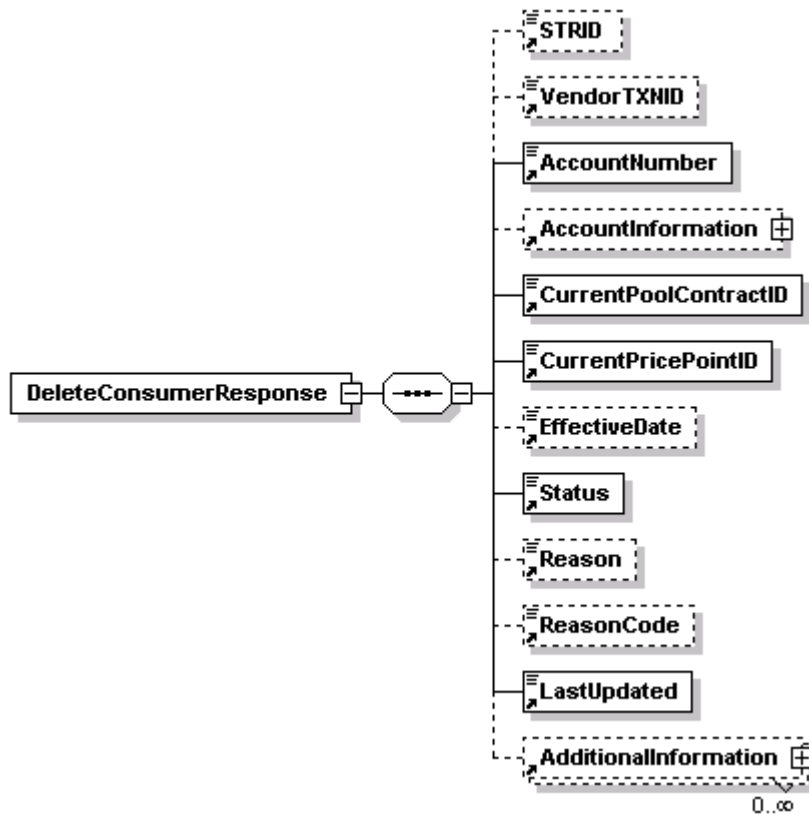 STRID
VendorTXNID
AccountNumber
AccountInformation
CurrentPoolContractID
CurrentPricePointID
DeleteConsumerResponse
EffectiveDate
Status
Reason
ReasonCode
LastUpdated
AdditionalInformation
0..∞